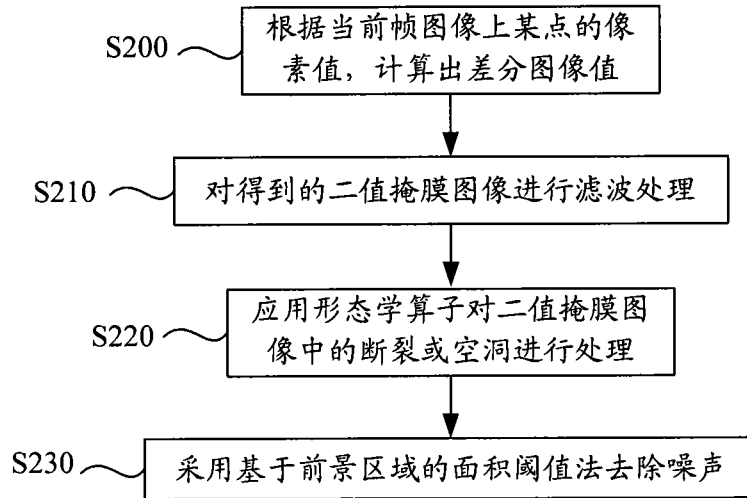 S200
根据当前帧图像上某点的像
素值，计算出差分图像值
S210
对得到的二值掩膜图像进行滤波处理
S220
应用形态学算子对二值掩膜图
像中的断裂或空洞进行处理
S230
采用基于前景区域的面积阈值法去除噪声